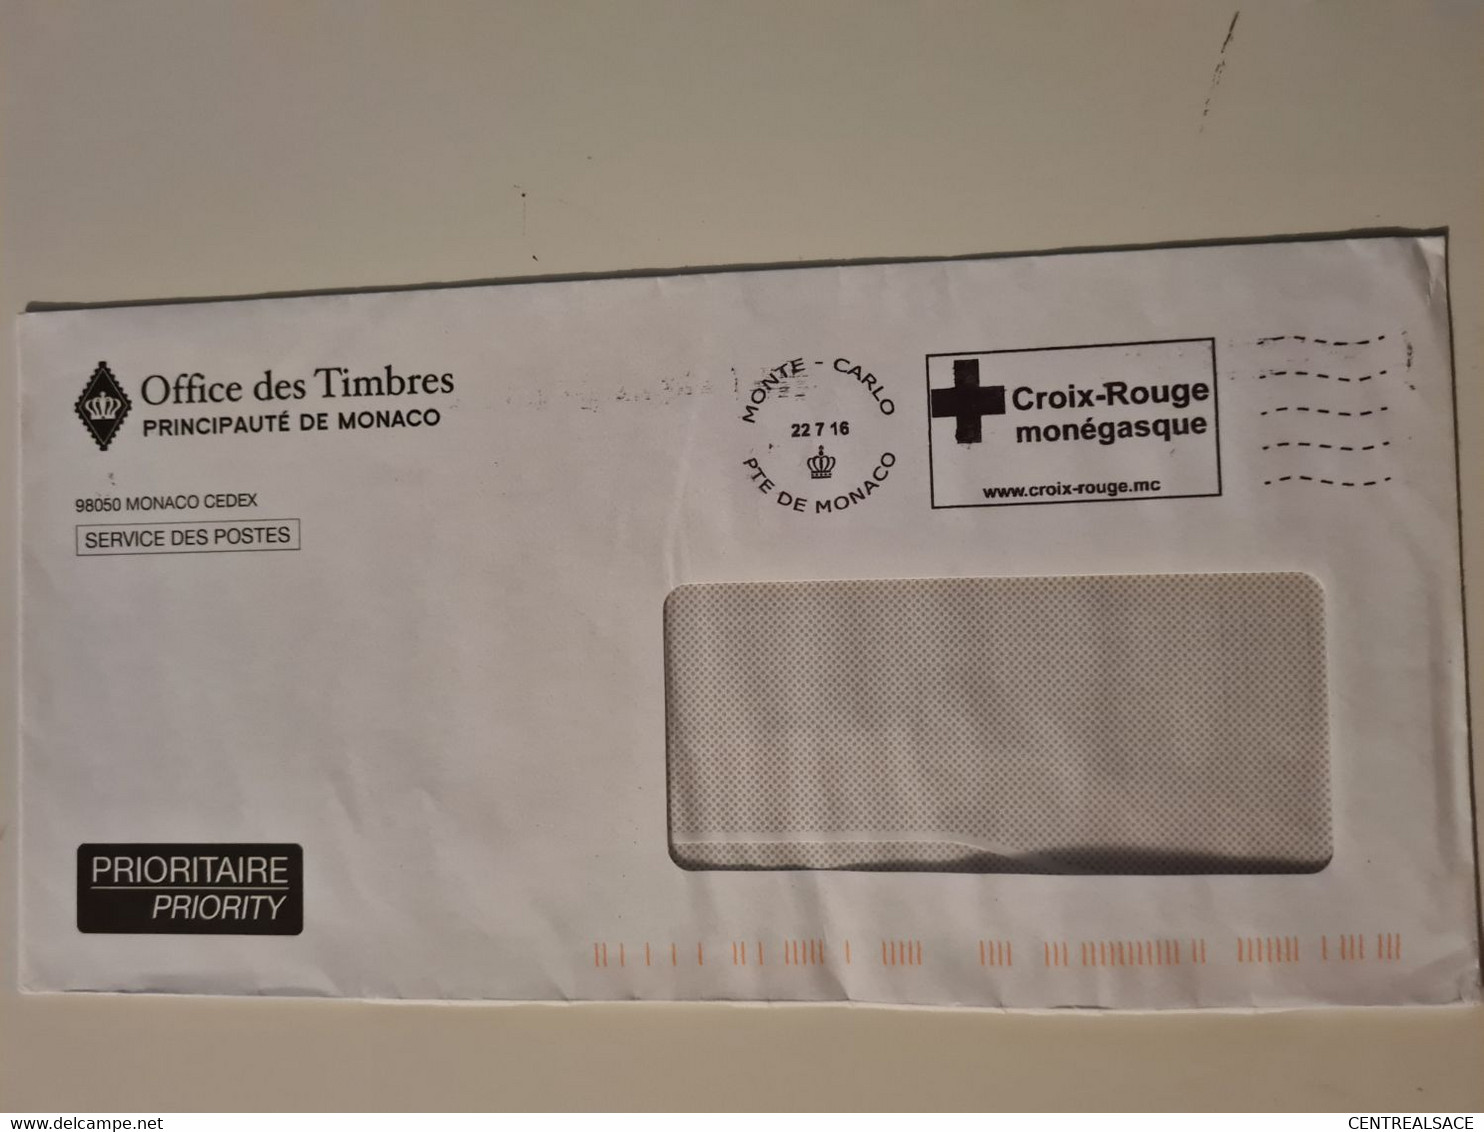 Office des Timbres
PRINCIPAUTÉ DE MONACO
98050 MONACO CEDEX
SERVICE DES POSTES
MONTE - CARLO
22 7 16
PTE DE MONACO
Croix-Rouge
monégasque
www.croix-rouge.mc
PRIORITAIRE
PRIORITY
www.delcampe.net
CENTREALSACE